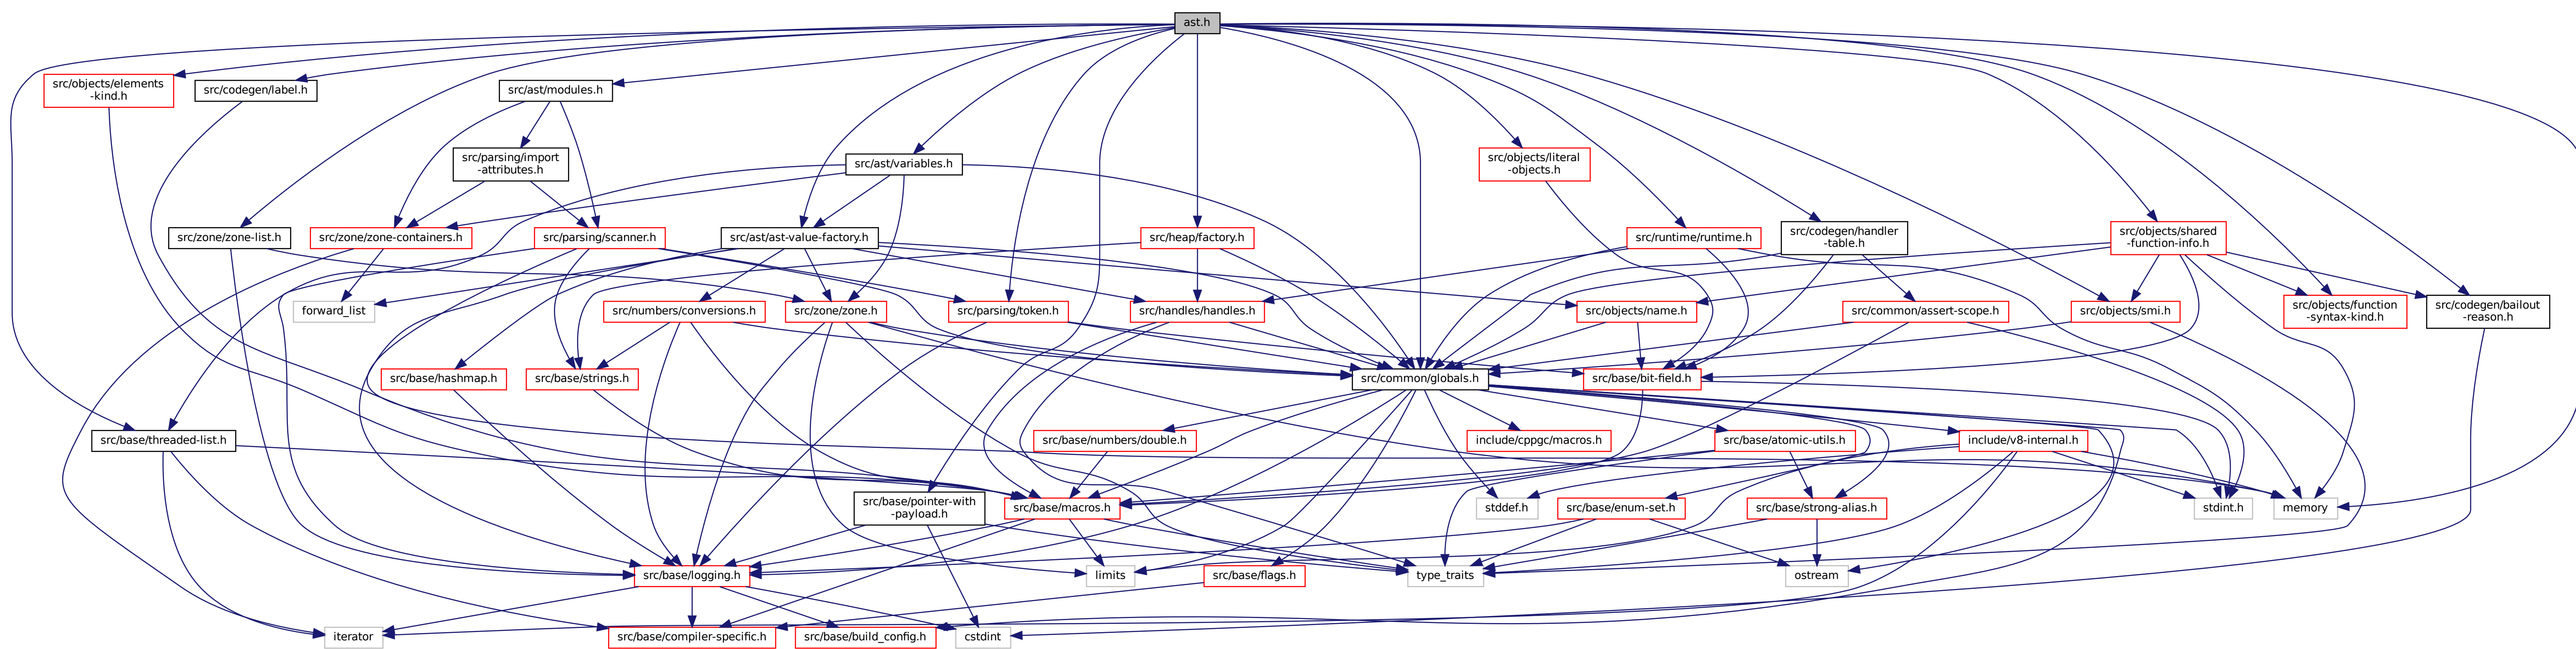 ast.h
src/objects/elements
-kind.h
src/codegen/label.h
src/ast/modules.h
src/parsing/import
-attributes.h
src/ast/variables.h
src/objects/literal
-objects.h
src/zone/zone-list.h
src/zone/zone-containers.h
src/parsing/scanner.h
src/ast/ast-value-factory.h
src/heap/factory.h
src/runtime/runtime.h
src/codegen/handler
-table.h
src/objects/shared
-function-info.h
forward_list
src/numbers/conversions.h
src/zone/zone.h
src/parsing/token.h
src/handles/handles.h
src/objects/name.h
src/common/assert-scope.h
src/objects/smi.h
src/objects/function
-syntax-kind.h
src/codegen/bailout
-reason.h
src/base/hashmap.h
src/base/strings.h
src/common/globals.h
src/base/bit-field.h
src/base/threaded-list.h
src/base/numbers/double.h
include/cppgc/macros.h
src/base/atomic-utils.h
include/v8-internal.h
src/base/pointer-with
-payload.h
src/base/macros.h
stddef.h
src/base/enum-set.h
src/base/strong-alias.h
stdint.h
memory
src/base/logging.h
limits
src/base/flags.h
type_traits
ostream
iterator
src/base/compiler-specific.h
src/base/build_config.h
cstdint